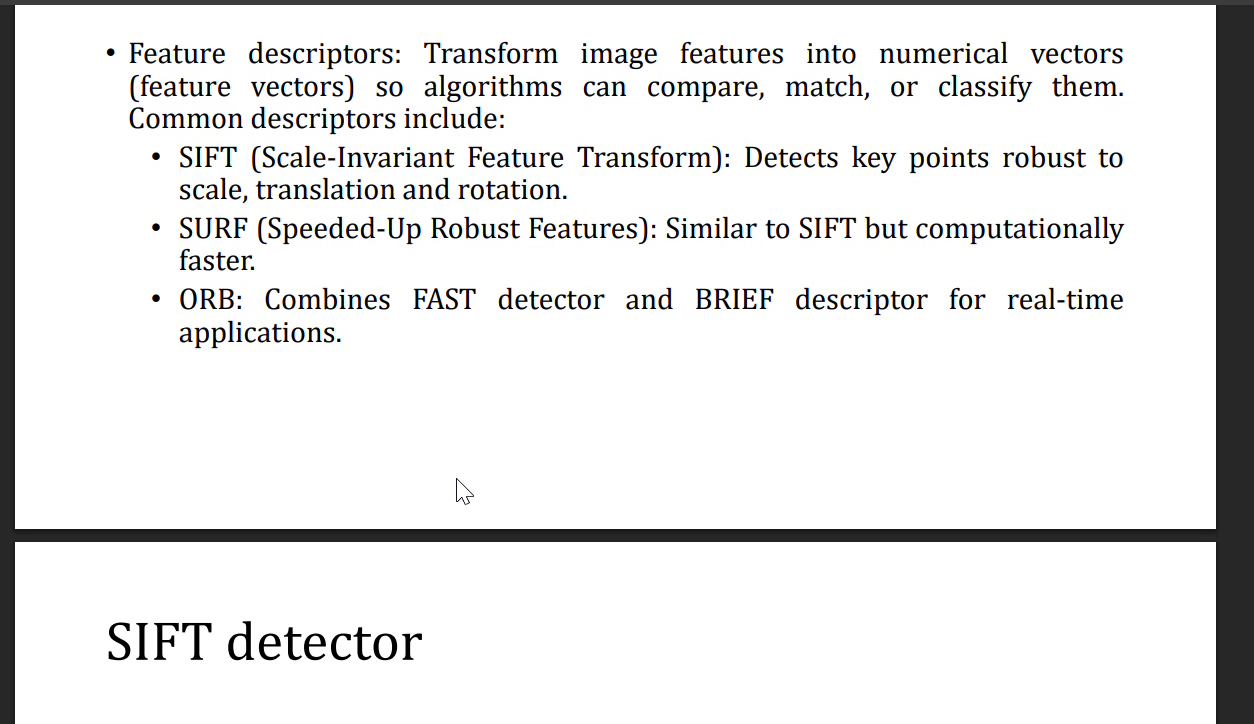 • Feature descriptors: Transform image features into numerical vectors
(feature vectors) so algorithms can compare, match, or classify them.
Common descriptors include:
• SIFT (Scale-Invariant Feature Transform): Detects key points robust to
scale, translation and rotation.
• SURF (Speeded-Up Robust Features): Similar to SIFT but computationally
faster.
• ORB: Combines FAST detector and BRIEF descriptor for real-time
applications.
SIFT detector